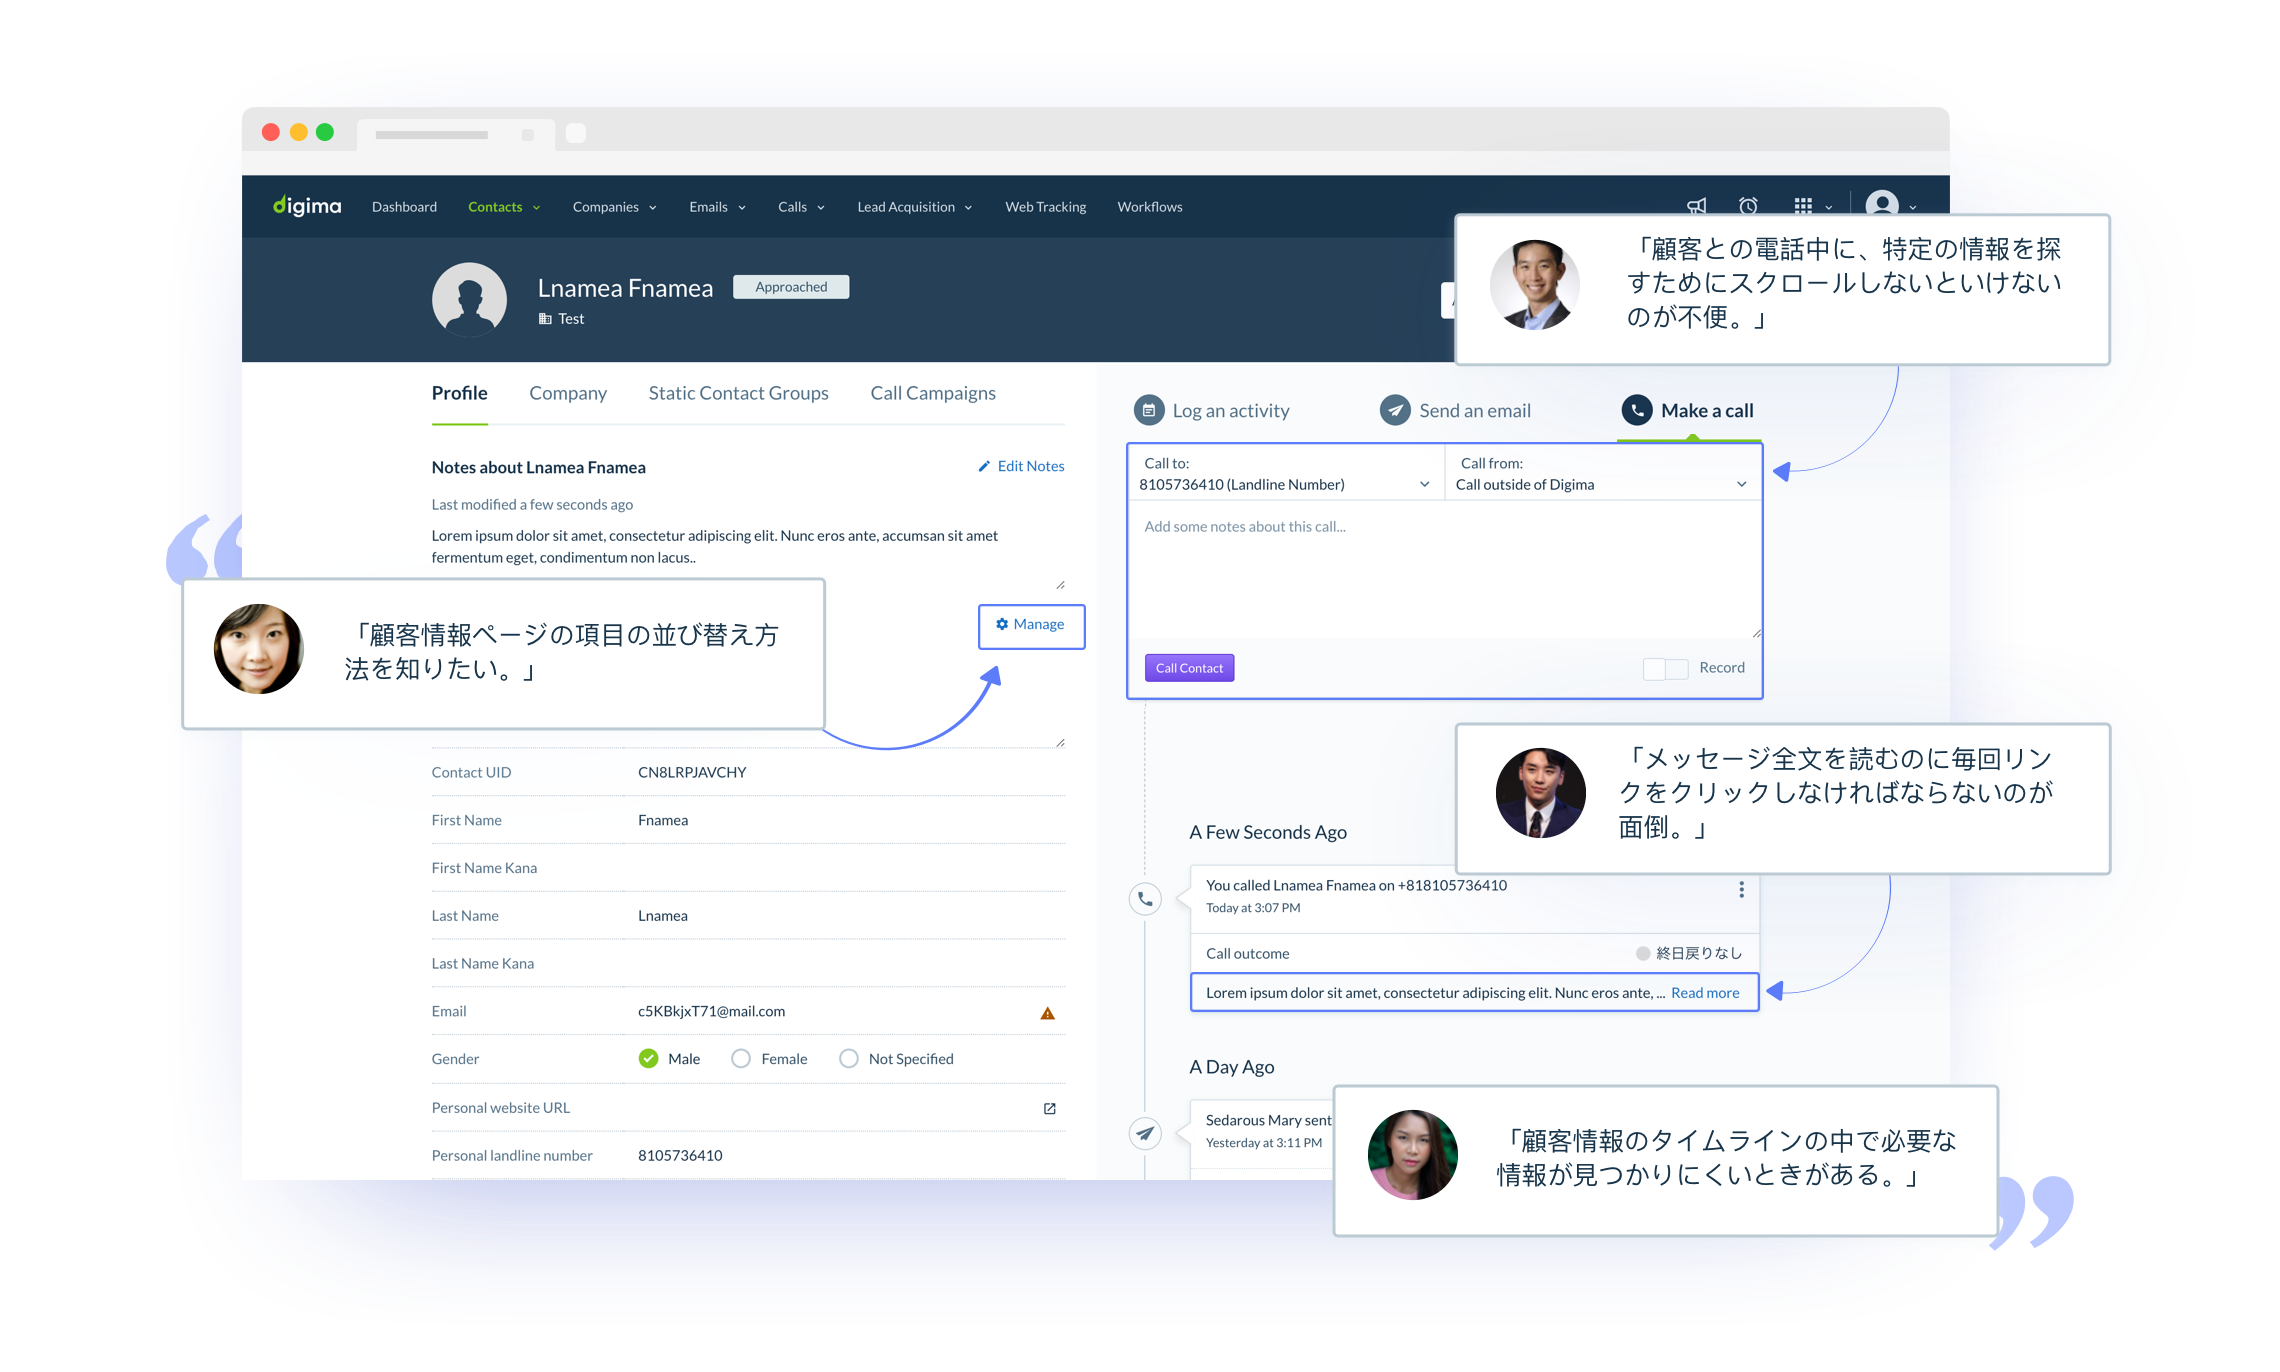 digima Dashboard Contacts Companies Emails Calls Lead Acquisition Web Tracking Workflows
Lnamea Fnamea Approached
Test
「顧客との電話中に、特定の情報を探
すためにスクロールしないといけない
のが不便。」
Profile Company Static Contact Groups Call Campaigns
Notes about Lnamea Fnamea Edit Notes
Last modified a few seconds ago
Lorem ipsum dolor sit amet, consectetur adipiscing elit. Nunc eros ante, accumsan sit amet
fermentum eget, condimentum non lacus..
“
「顧客情報ページの項目の並び替え方
法を知りたい。」
Manage
Contact UID CN8LRPJAVCHY
First Name Fnamea
First Name Kana
Last Name Lnamea
Last Name Kana
Email c5KBkjxT71@mail.com
Gender Male Female Not Specified
Personal website URL
Personal landline number 8105736410
Log an activity Send an email Make a call
Call to: Call from:
8105736410 (Landline Number) Call outside of Digima
Add some notes about this call...
Call Contact Record
「メッセージ全文を読むのに毎回リン
クをクリックしなければならないのが
面倒。」
A Few Seconds Ago
You called Lnamea Fnamea on +818105736410
Today at 3:07 PM
Call outcome 終日戻りなし
Lorem ipsum dolor sit amet, consectetur adipiscing elit. Nunc eros ante, ... Read more
A Day Ago
Sedarous Mary sent
Yesterday at 3:11 PM
「顧客情報のタイムラインの中で必要な
情報が見つかりにくいときがある。」
”